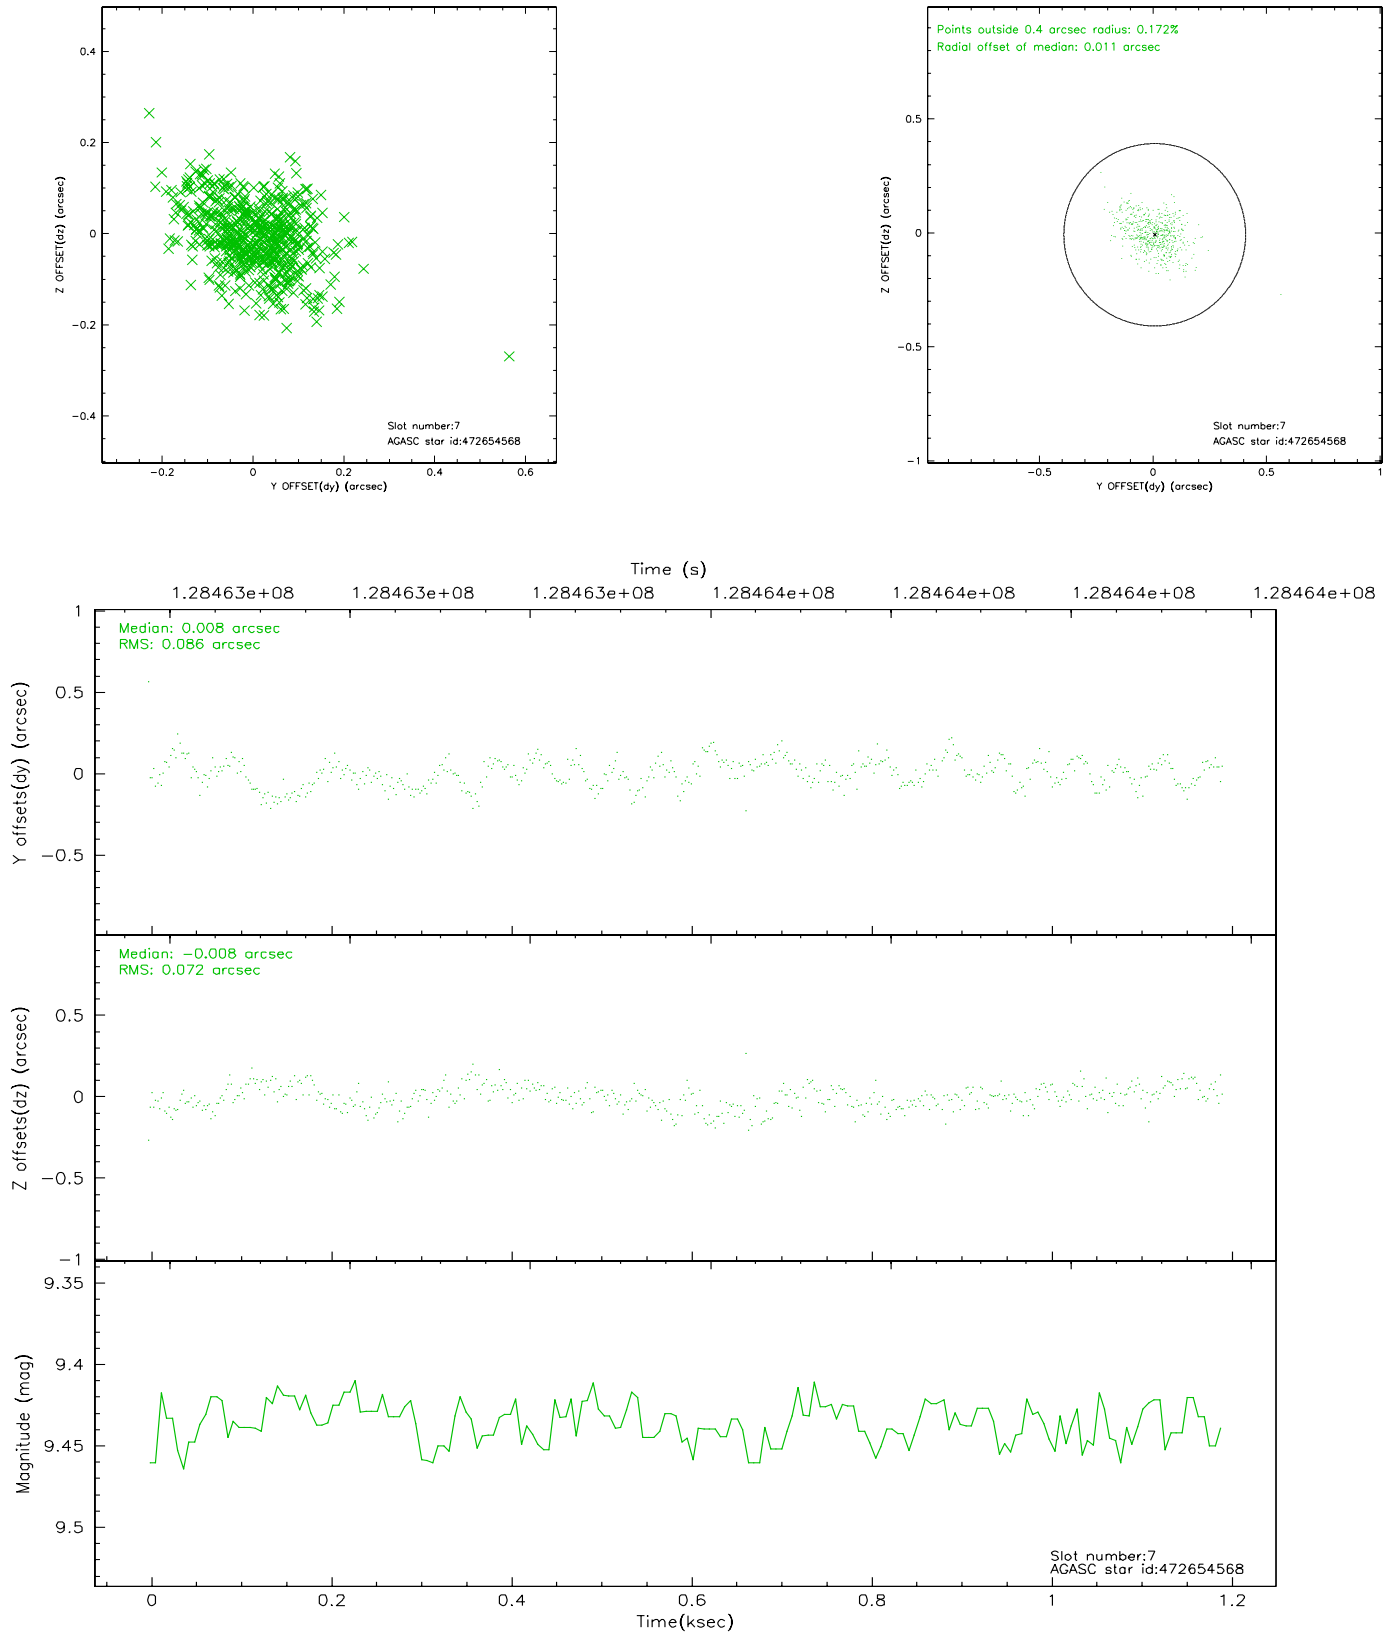 0.4
0.2
0
−0.2
−0.4
Z OFFSET(dz) (arcsec)
Slot number:7
AGASC star id:472654568
−0.2
0
0.2
0.4
0.6
Y OFFSET(dy) (arcsec)
Points outside 0.4 arcsec radius: 0.172%
Radial offset of median: 0.011 arcsec
0.5
0
−0.5
−1
Z OFFSET(dz) (arcsec)
Slot number:7
AGASC star id:472654568
−0.5
0
0.5
1
Y OFFSET(dy) (arcsec)
Time (s)
1.28463e+08
1.28463e+08
1.28463e+08
1.28464e+08
1.28464e+08
1.28464e+08
1.28464e+08
1
0.5
0
−0.5
Y offsets(dy) (arcsec)
Median: 0.008 arcsec
RMS: 0.086 arcsec
0.5
0
−0.5
−1
Z offsets(dz) (arcsec)
Median: −0.008 arcsec
RMS: 0.072 arcsec
9.35
9.4
9.45
9.5
Magnitude (mag)
Slot number:7
AGASC star id:472654568
0
0.2
0.4
0.6
0.8
1
1.2
Time(ksec)